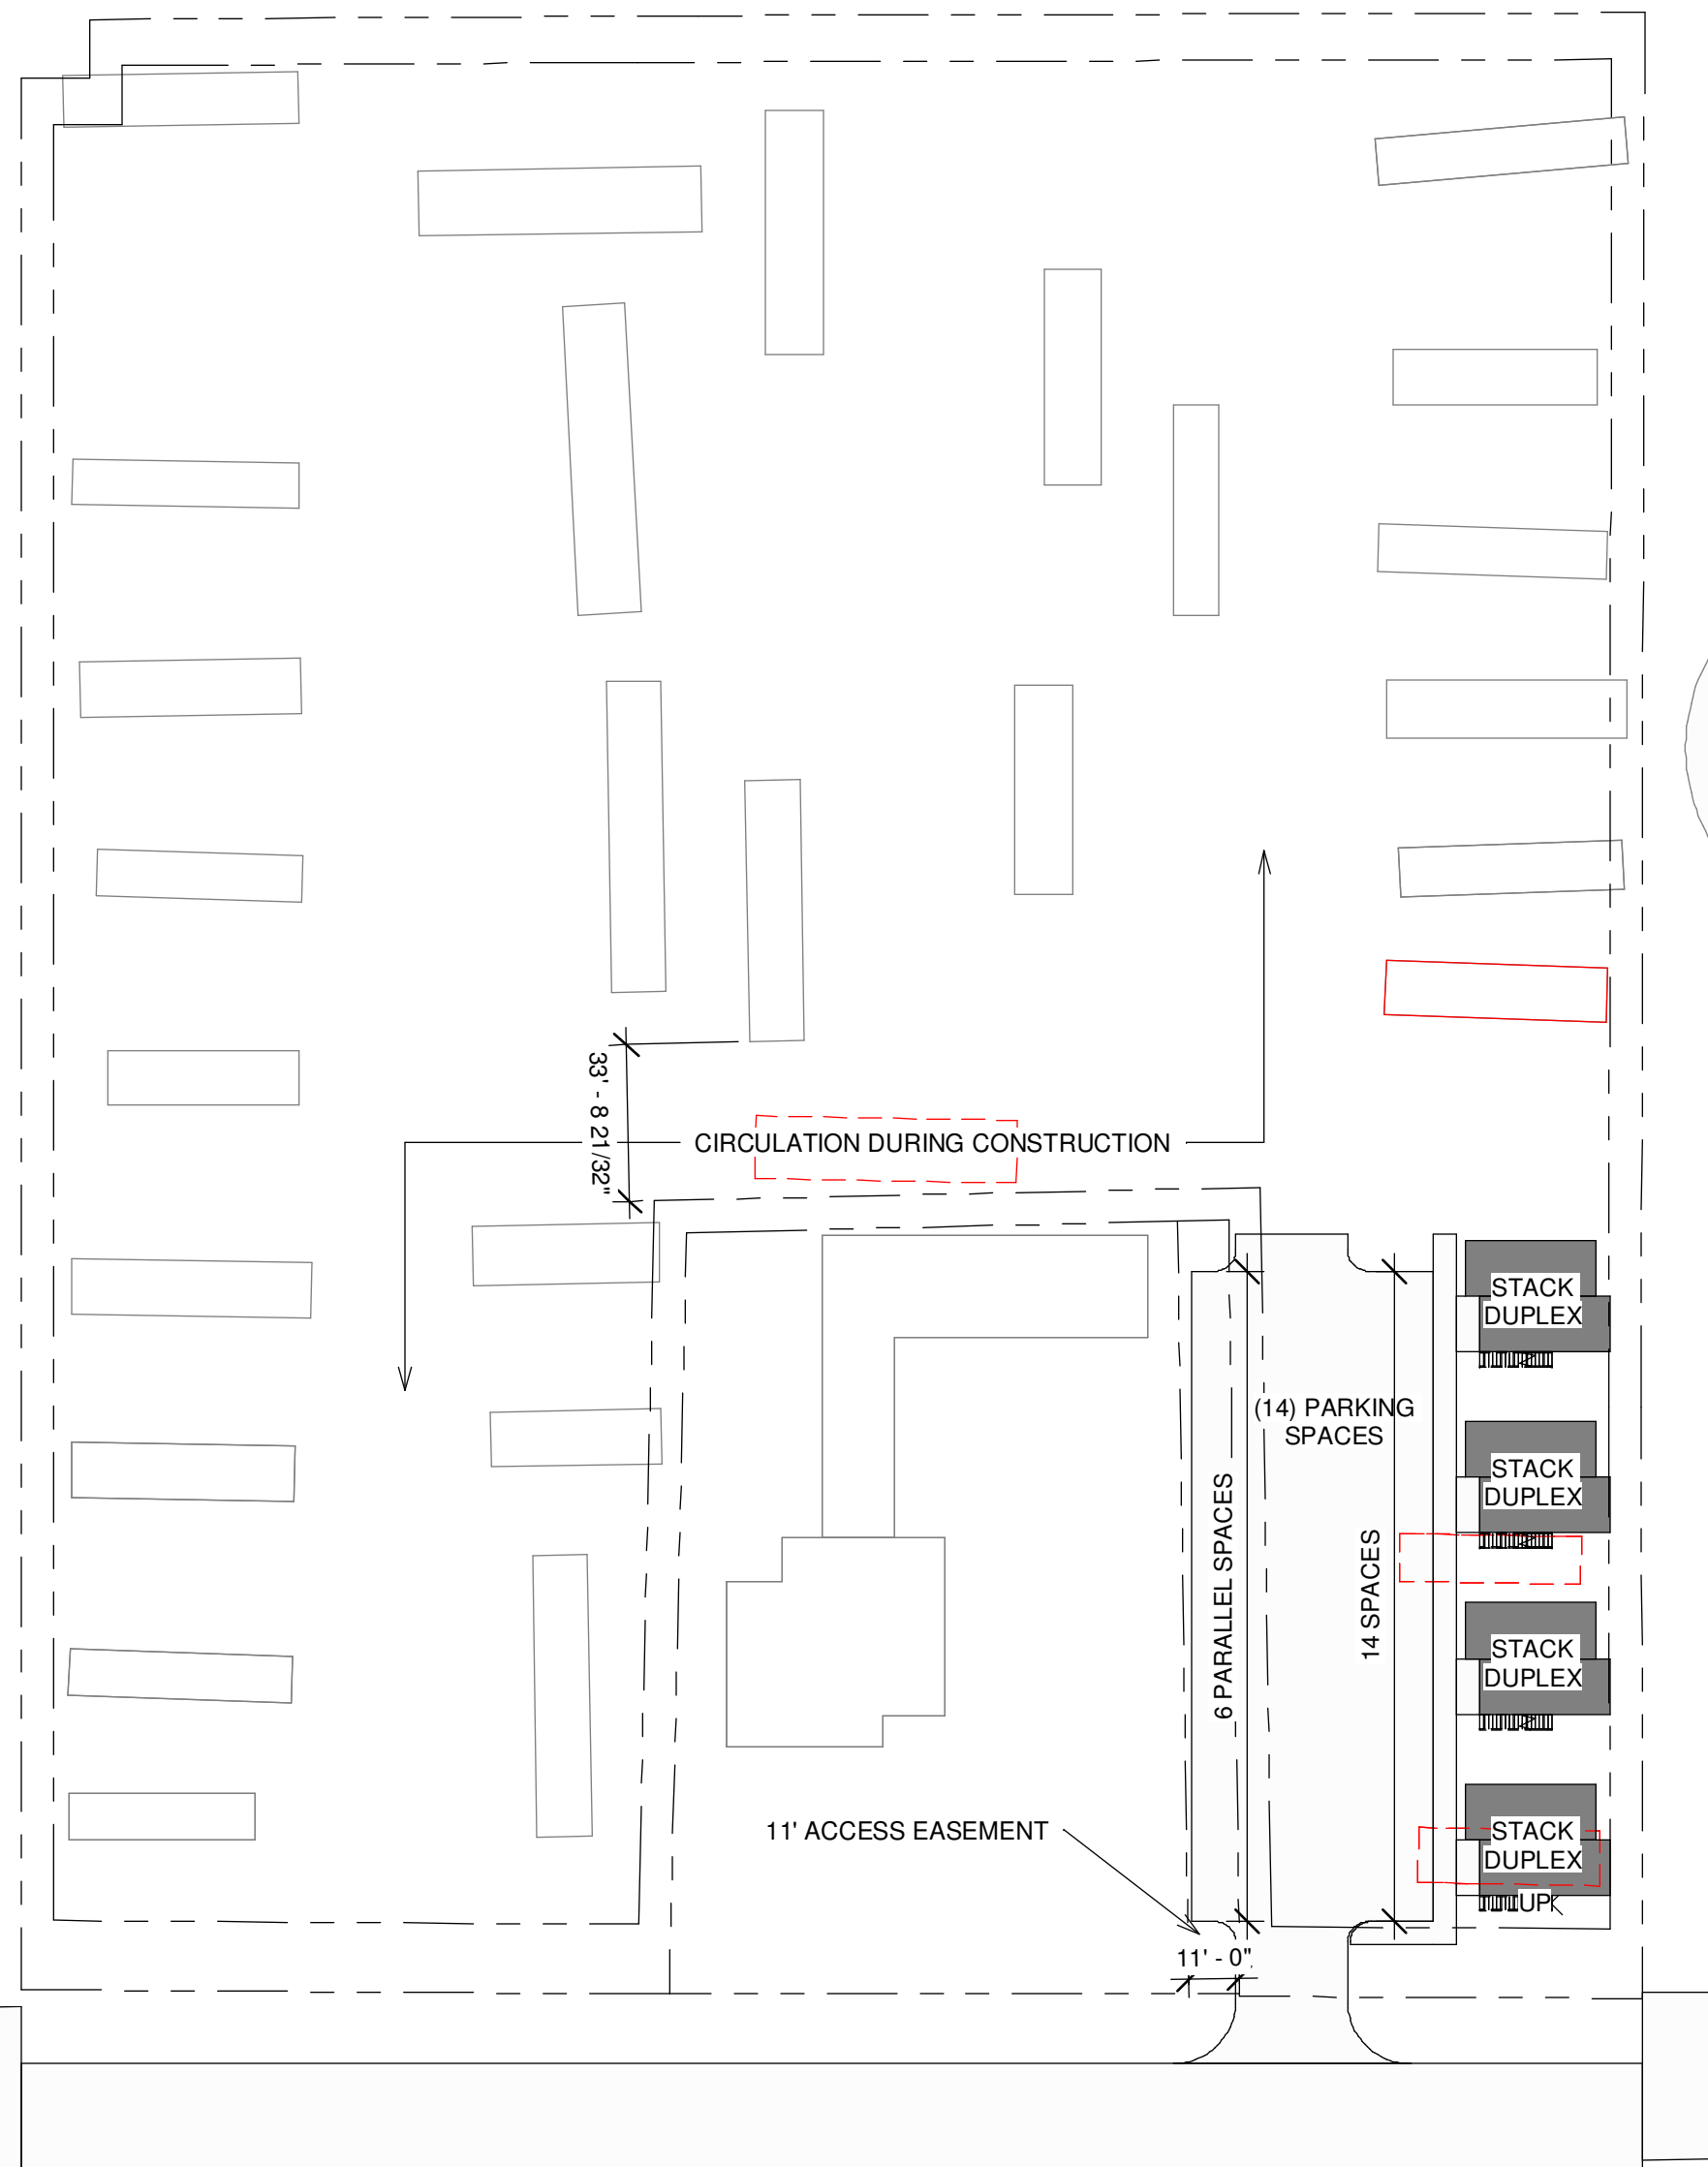 33' - 8 21/32"
CIRCULATION DURING CONSTRUCTION
STACK
DUPLEX
(14) PARKING
SPACES
STACK
DUPLEX
6 PARALLEL SPACES
14 SPACES
STACK
DUPLEX
11' ACCESS EASEMENT
STACK
DUPLEX
UP
11' - 0"